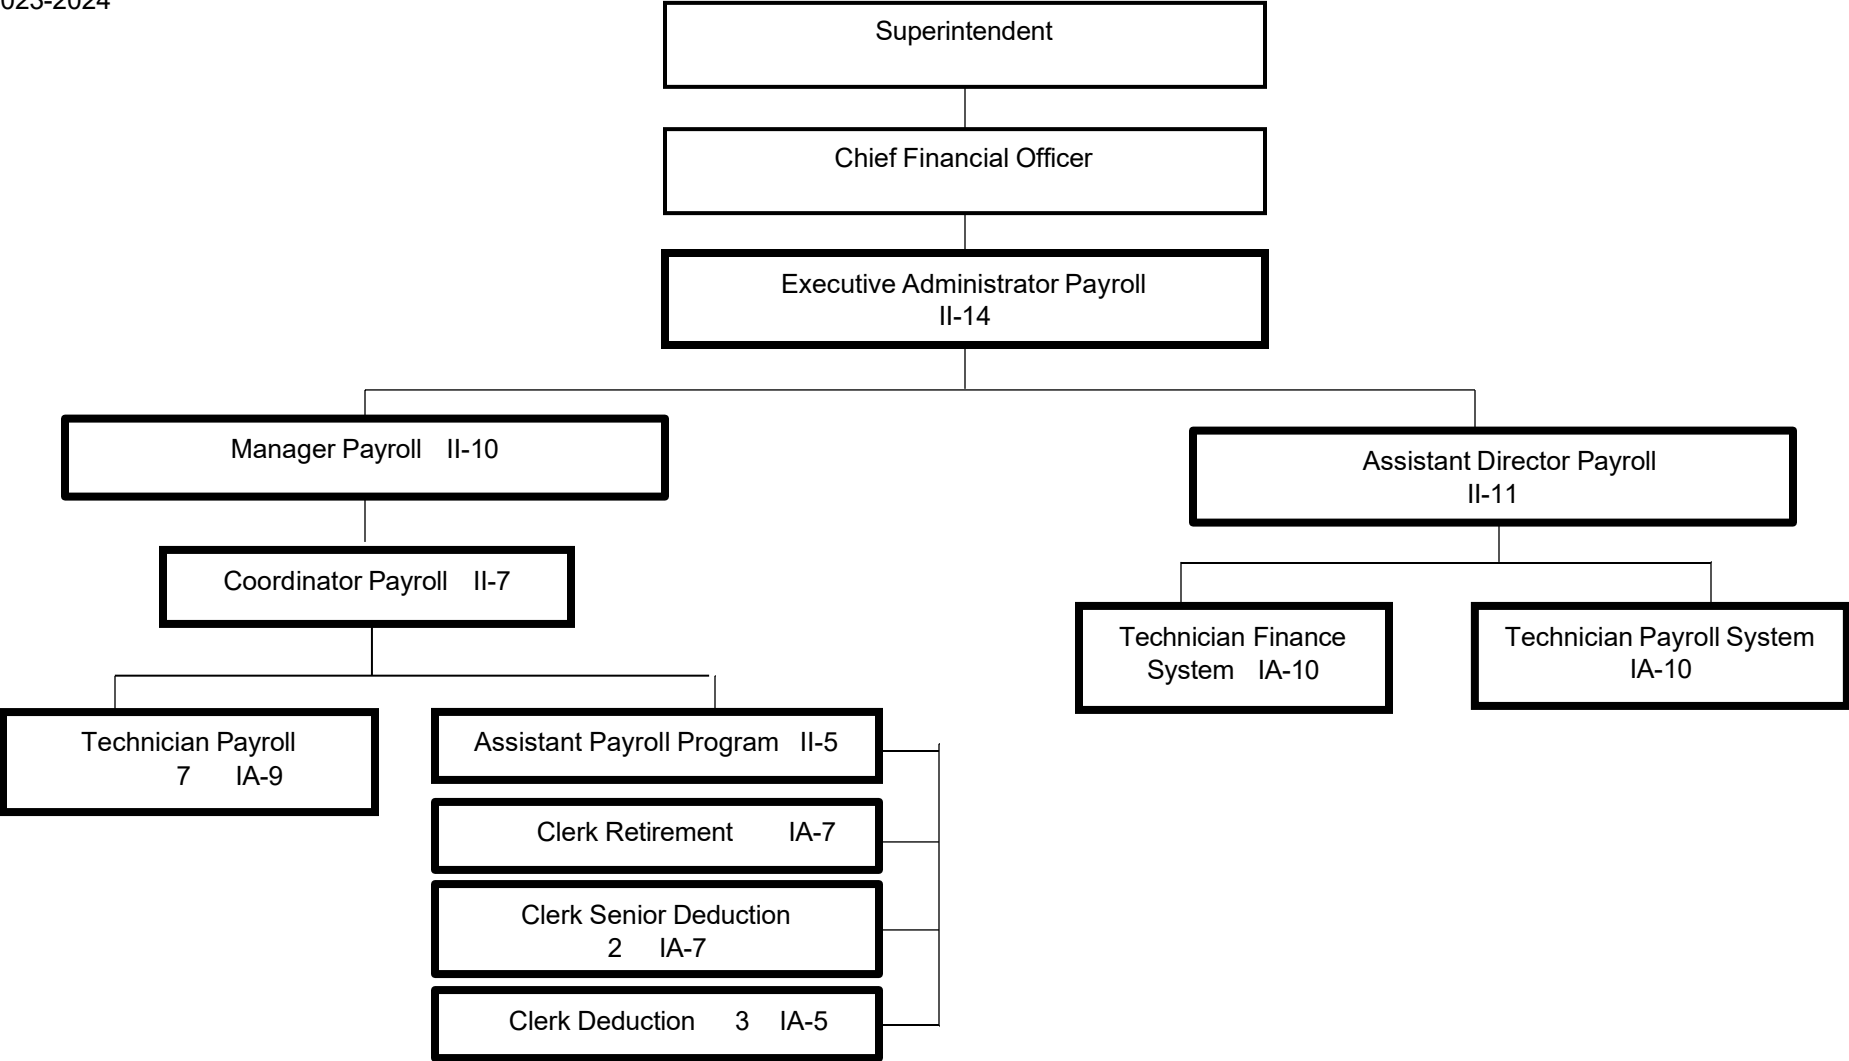 023-2024
Superintendent
Chief Financial Officer
Executive Administrator Payroll
II-14
Manager Payroll II-10
Assistant Director Payroll
II-11
Coordinator Payroll II-7
Technician Finance
System IA-10
Technician Payroll System
IA-10
Technician Payroll
7 IA-9
Assistant Payroll Program II-5
Clerk Retirement IA-7
Clerk Senior Deduction
2 IA-7
Clerk Deduction 3 IA-5